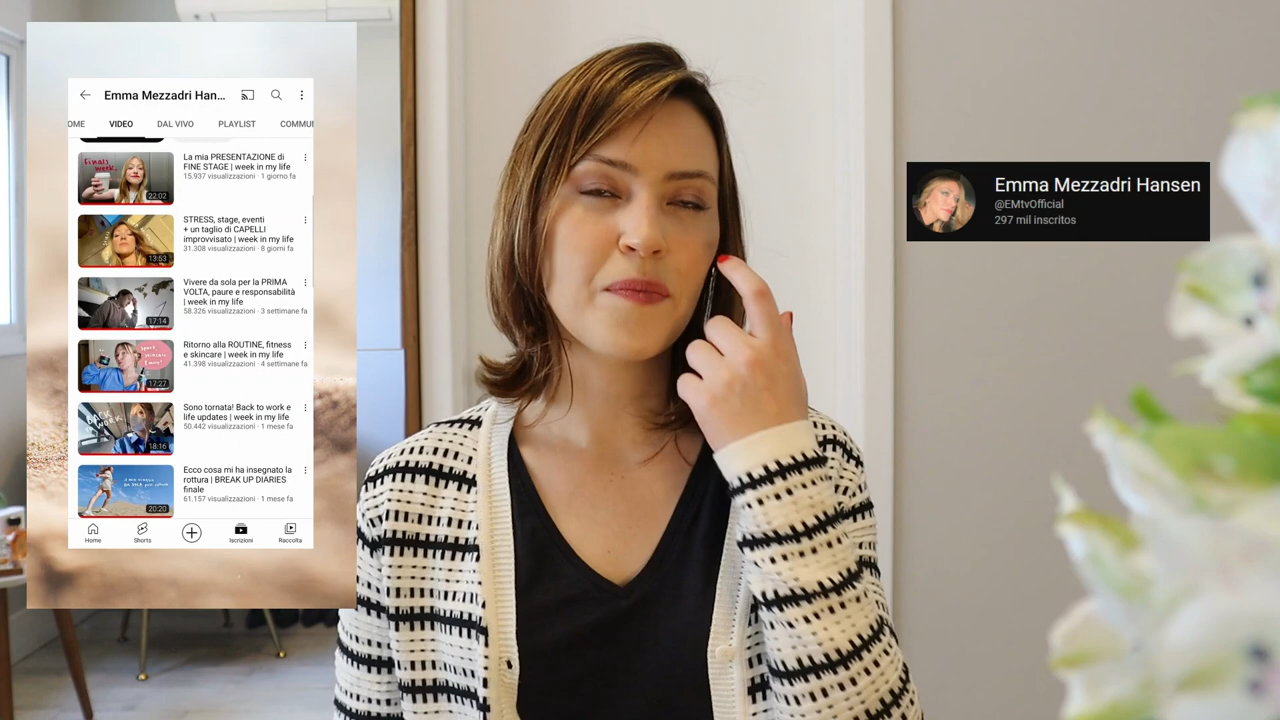 Emma Mezzadri Han...
OME VIDEO DAL VIVO PLAYLIST COMMU
Finals
week
22:02
La mia PRESENTAZIONE di
FINE STAGE | week in my life
15.937 visualizzazioni · 1 giorno fa
13:53
STRESS, stage, eventi
+ un taglio di CAPELLI
improvvisato | week in my life
31.308 visualizzazioni · 8 giorni fa
17:14
Vivere da sola per la PRIMA
VOLTA, paure e responsabilità
| week in my life
58.326 visualizzazioni · 3 settimane fa
17:27
Ritorno alla ROUTINE, fitness
e skincare | week in my life
41.398 visualizzazioni · 4 settimane fa
BACK
WORK
18:16
Sono tornata! Back to work e
life updates | week in my life
50.442 visualizzazioni · 1 mese fa
20:20
Ecco cosa mi ha insegnato la
rottura | BREAK UP DIARIES
finale
61.157 visualizzazioni · 1 mese fa
Home Shorts Iscrizioni Raccolta
Emma Mezzadri Hansen
@EMtvOfficial
297 mil inscritos